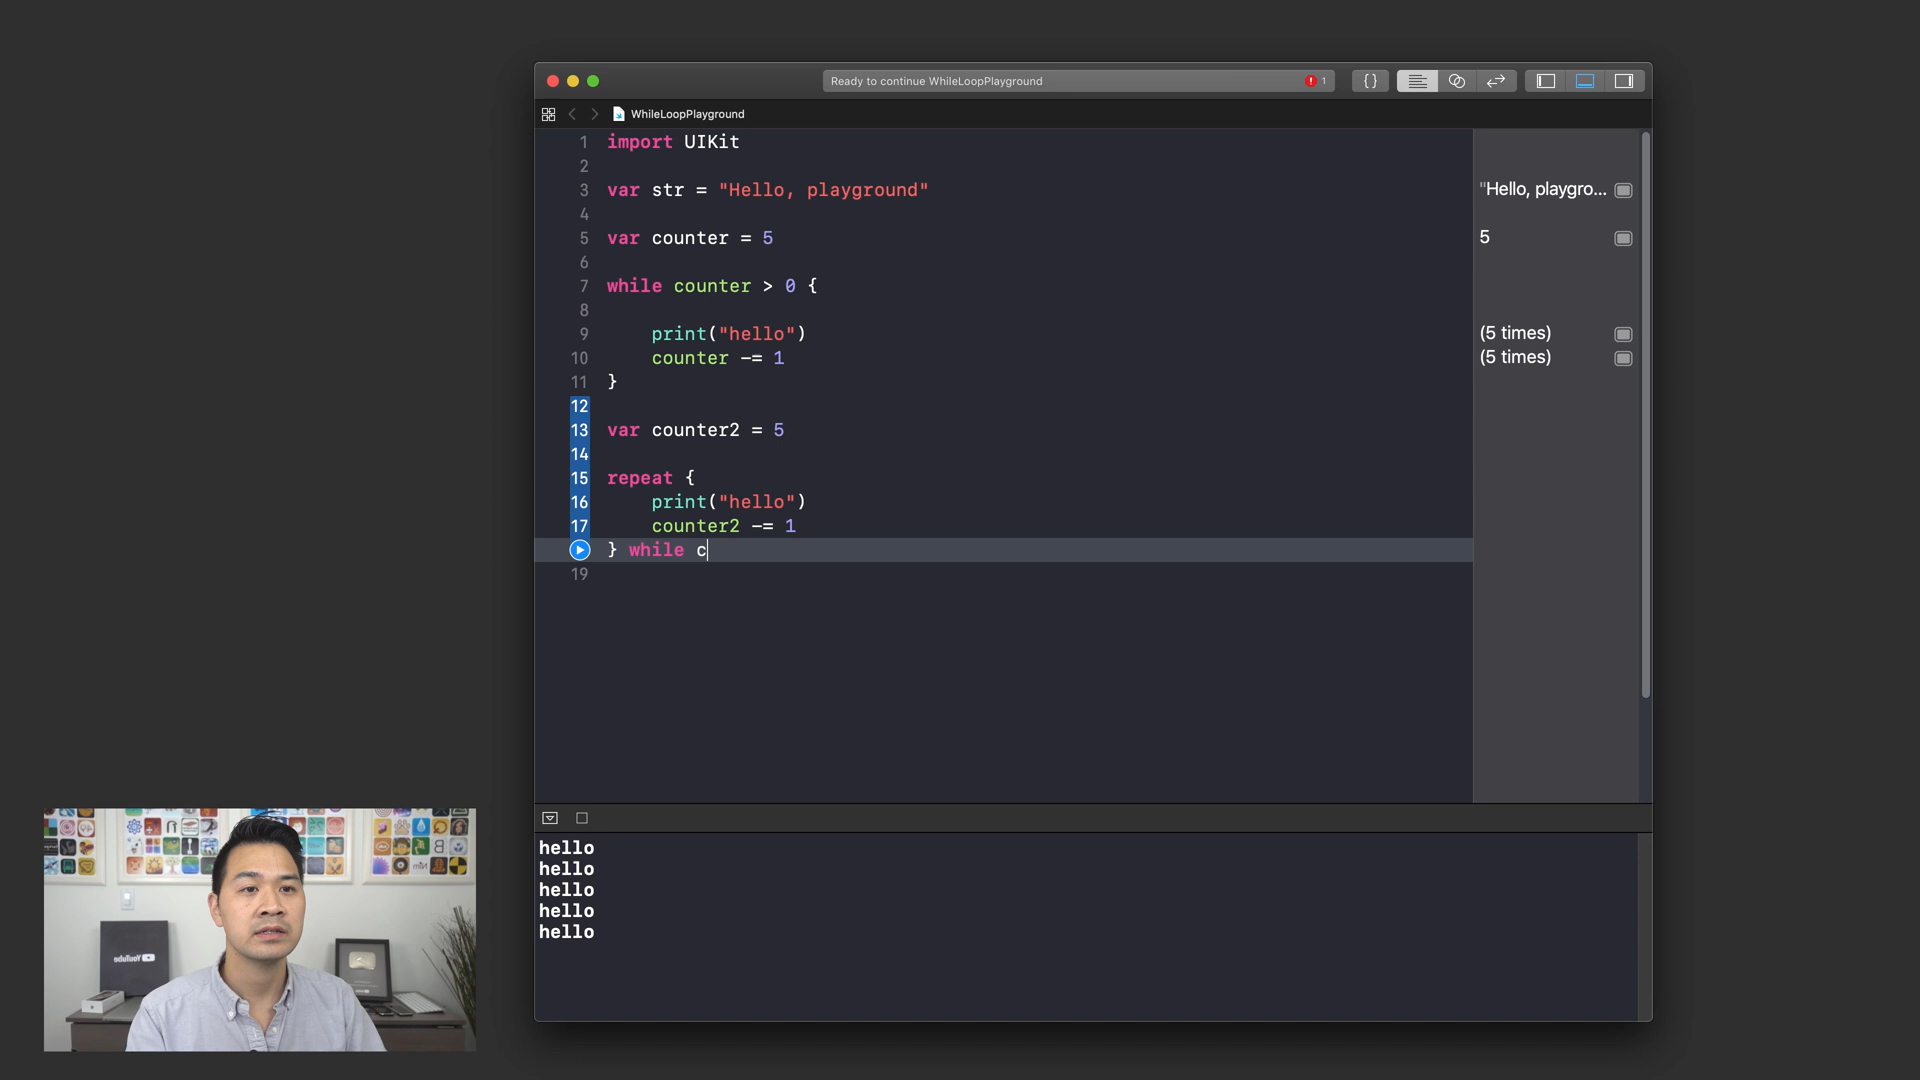 Ready to continue WhileLoopPlayground
1
WhileLoopPlayground
1 import UIKit
2
3 var str = "Hello, playground"
"Hello, playgro...
4
5 var counter = 5
5
6
7 while counter > 0 {
8
9 print("hello")
(5 times)
10 counter -= 1
(5 times)
11 }
12
13 var counter2 = 5
14
15 repeat {
16 print("hello")
17 counter2 -= 1
} while c
19
hello
hello
hello
hello
hello
YouTube